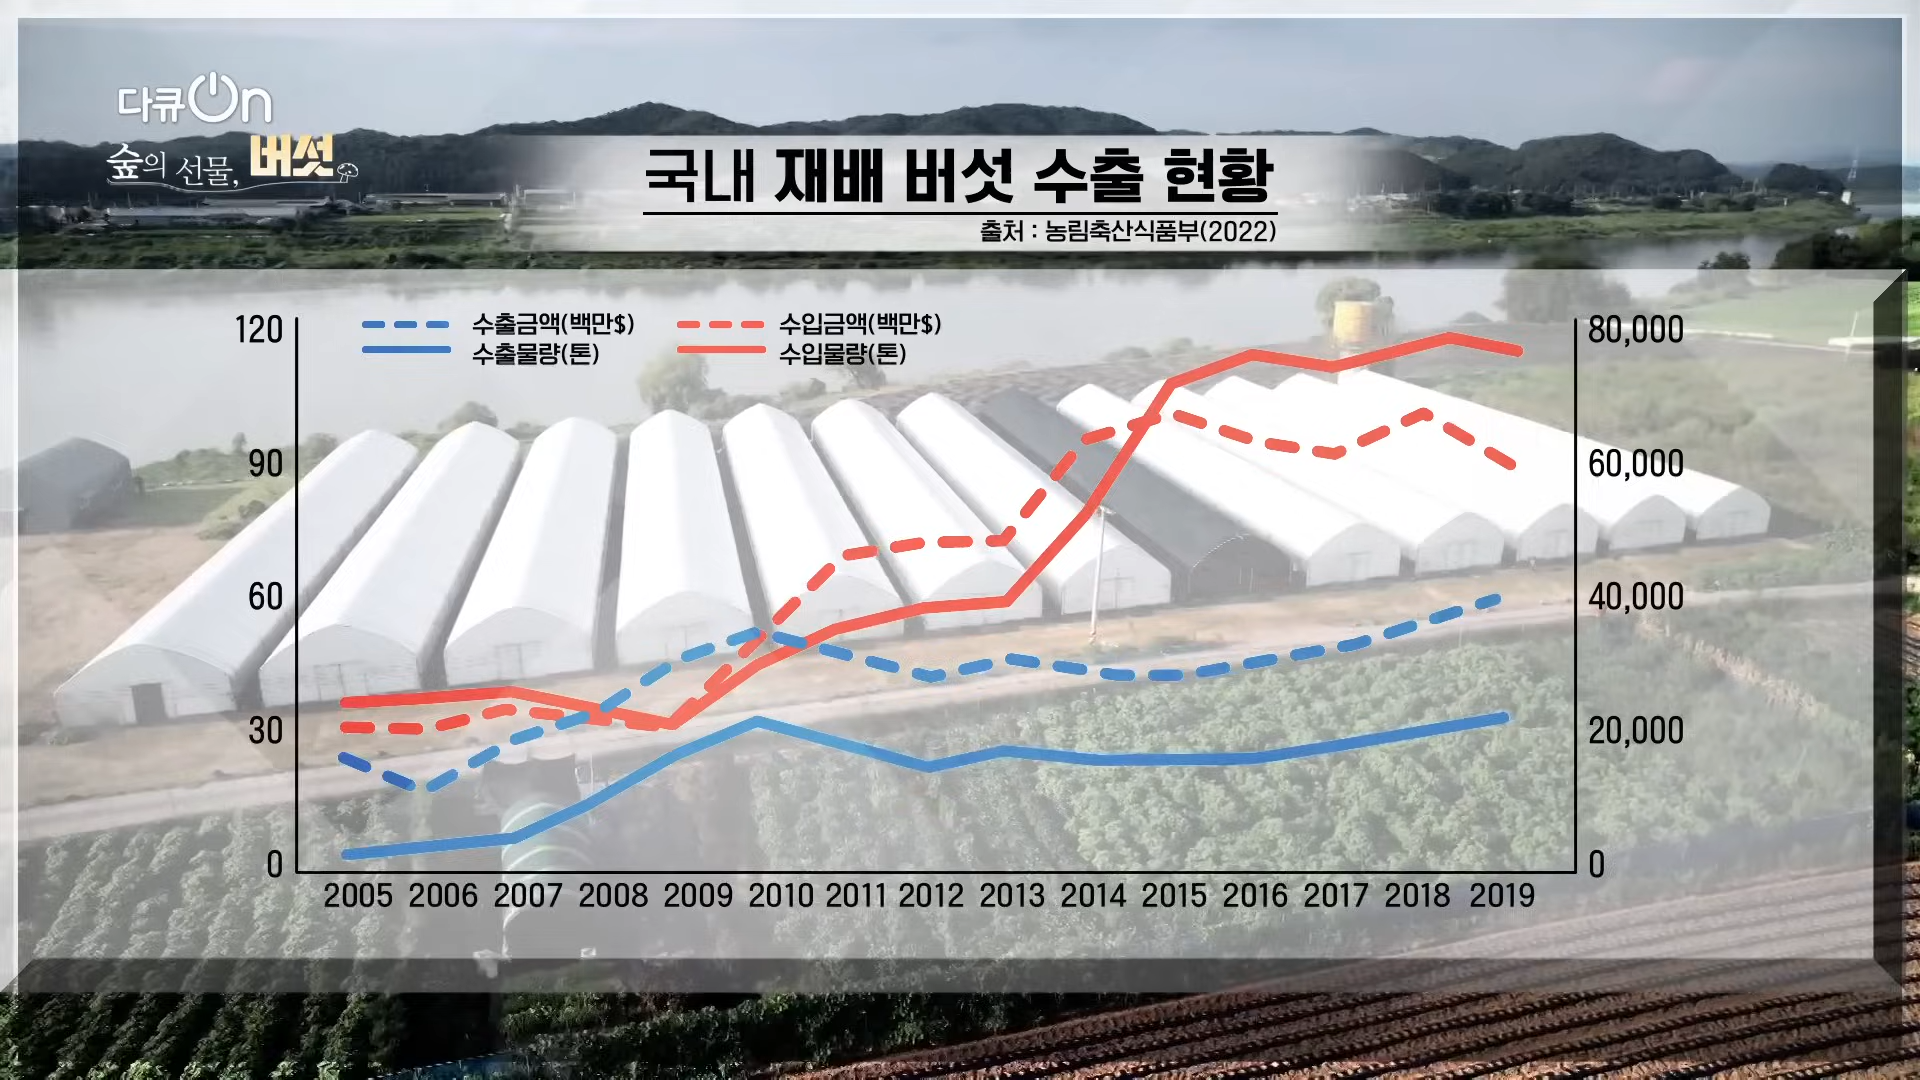 다큐On
숲의 선물, 버섯
국내 재배 버섯 수출 현황
출처 : 농림축산식품부(2022)
수출금액(백만$) 수입금액(백만$)
수출물량(톤) 수입물량(톤)
120 80,000
90 60,000
60 40,000
30 20,000
0 0
2005 2006 2007 2008 2009 2010 2011 2012 2013 2014 2015 2016 2017 2018 2019